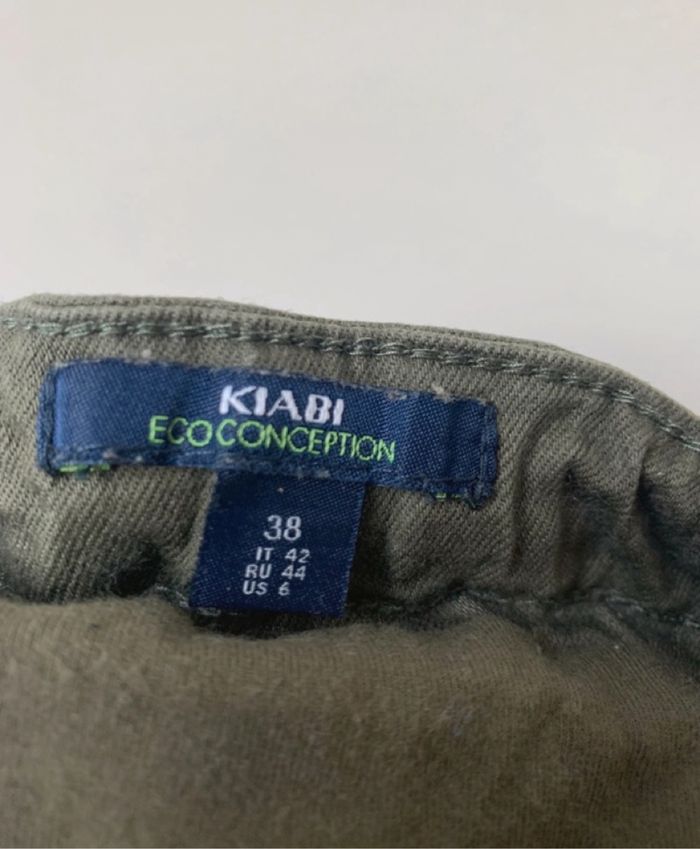 KIABI
ECOCONCEPTION
38
IT 42
RU 44
US 6